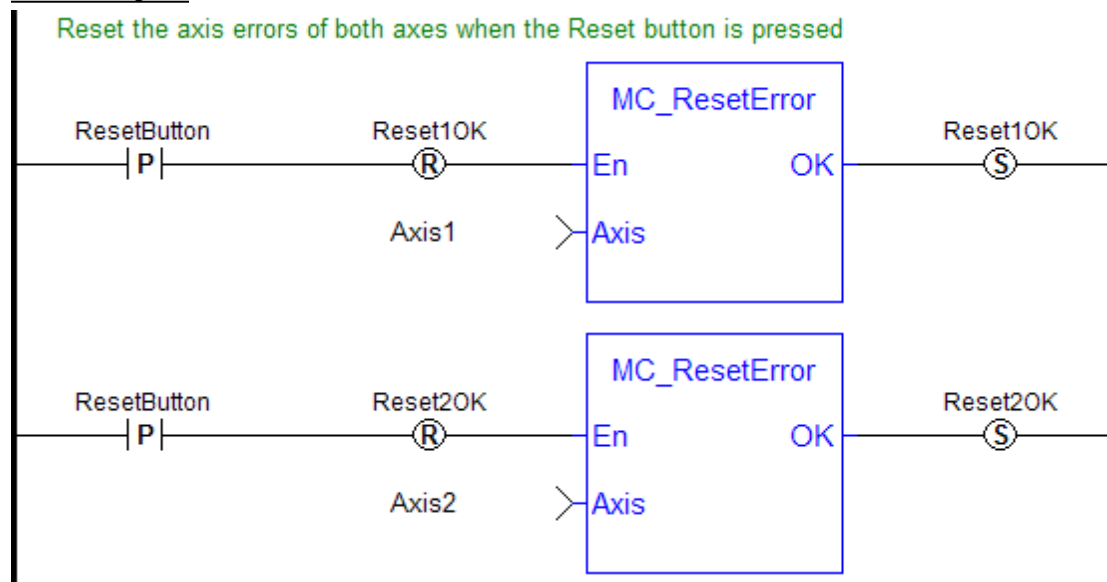 Reset the axis errors of both axes when the Reset button is pressed
MC_ResetError
ResetButton Reset1OK Reset1OK
P R En OK S
Axis1 Axis
MC_ResetError
ResetButton Reset2OK Reset2OK
P R En OK S
Axis2 Axis